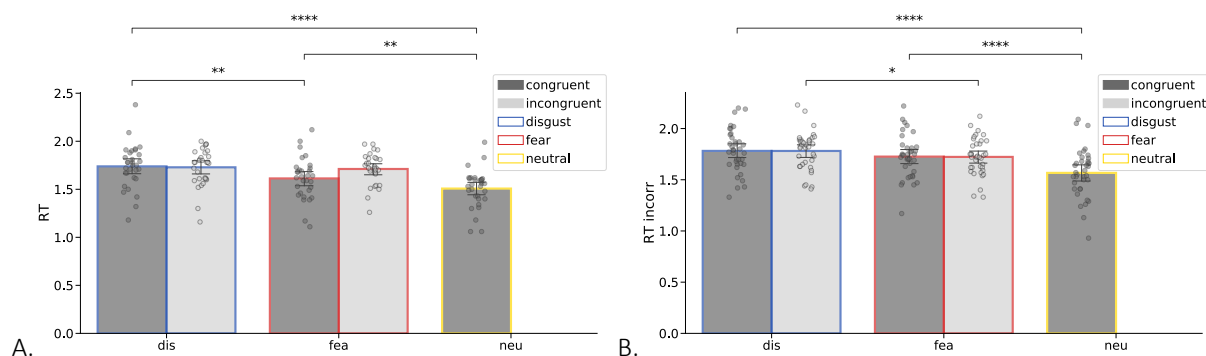 ****
**
**
congruent
incongruent
disgust
fear
neutral
2.5
2.0
1.5
1.0
0.5
0.0
RT
dis
fea
neu
A.
****
****
*
congruent
incongruent
disgust
fear
neutral
2.0
1.5
1.0
0.5
0.0
RT incorr
dis
fea
neu
B.